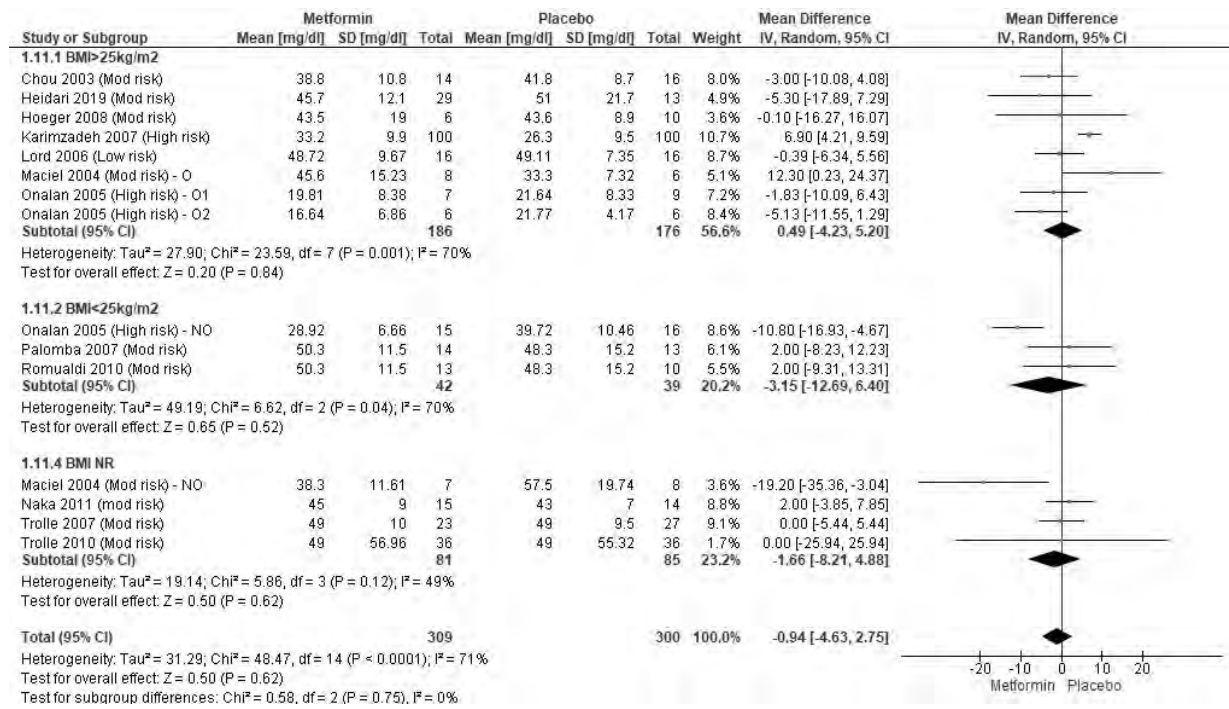 Metformin Placebo Mean Difference Mean Difference
Study or Subgroup Mean [mg/dl] SD [mg/dl] Total Mean [mg/dl] SD [mg/dl] Total Weight IV, Random, 95% CI IV, Random, 95% CI
1.11.1 BMI>25kg/m2
Chou 2003 (Mod risk) 38.8 10.8 14 41.8 8.7 16 8.0% -3.00 [-10.08, 4.08]
Heidari 2019 (Mod risk) 45.7 12.1 29 51 21.7 13 4.9% -5.30 [-17.89, 7.29]
Hoeger 2008 (Mod risk) 43.5 19 6 43.6 8.9 10 3.6% -0.10 [-16.27, 16.07]
Karimzadeh 2007 (High risk) 33.2 9.9 100 26.3 9.5 100 10.7% 6.90 [4.21, 9.59]
Lord 2006 (Low risk) 48.72 9.67 16 49.11 7.35 16 8.7% -0.39 [-6.34, 5.56]
Maciel 2004 (Mod risk) - O 45.6 15.23 8 33.3 7.32 6 5.1% 12.30 [0.23, 24.37]
Onalan 2005 (High risk) - O1 19.81 8.38 7 21.64 8.33 9 7.2% -1.83 [-10.09, 6.43]
Onalan 2005 (High risk) - O2 16.64 6.86 6 21.77 4.17 6 8.4% -5.13 [-11.55, 1.29]
Subtotal (95% CI) 186 176 56.6% 0.49 [-4.23, 5.20]
Heterogeneity: Tau² = 27.90; Chi² = 23.59, df = 7 (P = 0.001); I² = 70%
Test for overall effect: Z = 0.20 (P = 0.84)
1.11.2 BMI<25kg/m2
Onalan 2005 (High risk) - NO 28.92 6.66 15 39.72 10.46 16 8.6% -10.80 [-16.93, -4.67]
Palomba 2007 (Mod risk) 50.3 11.5 14 48.3 15.2 13 6.1% 2.00 [-8.23, 12.23]
Romualdi 2010 (Mod risk) 50.3 11.5 13 48.3 15.2 10 5.5% 2.00 [-9.31, 13.31]
Subtotal (95% CI) 42 39 20.2% -3.15 [-12.69, 6.40]
Heterogeneity: Tau² = 49.19; Chi² = 6.62, df = 2 (P = 0.04); I² = 70%
Test for overall effect: Z = 0.65 (P = 0.52)
1.11.4 BMI NR
Maciel 2004 (Mod risk) - NO 38.3 11.61 7 57.5 19.74 8 3.6% -19.20 [-35.36, -3.04]
Naka 2011 (mod risk) 45 9 15 43 7 14 8.8% 2.00 [-3.85, 7.85]
Trolle 2007 (Mod risk) 49 10 23 49 9.5 27 9.1% 0.00 [-5.44, 5.44]
Trolle 2010 (Mod risk) 49 56.96 36 49 55.32 36 1.7% 0.00 [-25.94, 25.94]
Subtotal (95% CI) 81 85 23.2% -1.66 [-8.21, 4.88]
Heterogeneity: Tau² = 19.14; Chi² = 5.86, df = 3 (P = 0.12); I² = 49%
Test for overall effect: Z = 0.50 (P = 0.62)
Total (95% CI) 309 300 100.0% -0.94 [-4.63, 2.75]
Heterogeneity: Tau² = 31.29; Chi² = 48.47, df = 14 (P < 0.0001); I² = 71%
Test for overall effect: Z = 0.50 (P = 0.62)
Test for subgroup differences: Chi² = 0.58, df = 2 (P = 0.75), I² = 0%
-20 -10 0 10 20
Metformin Placebo